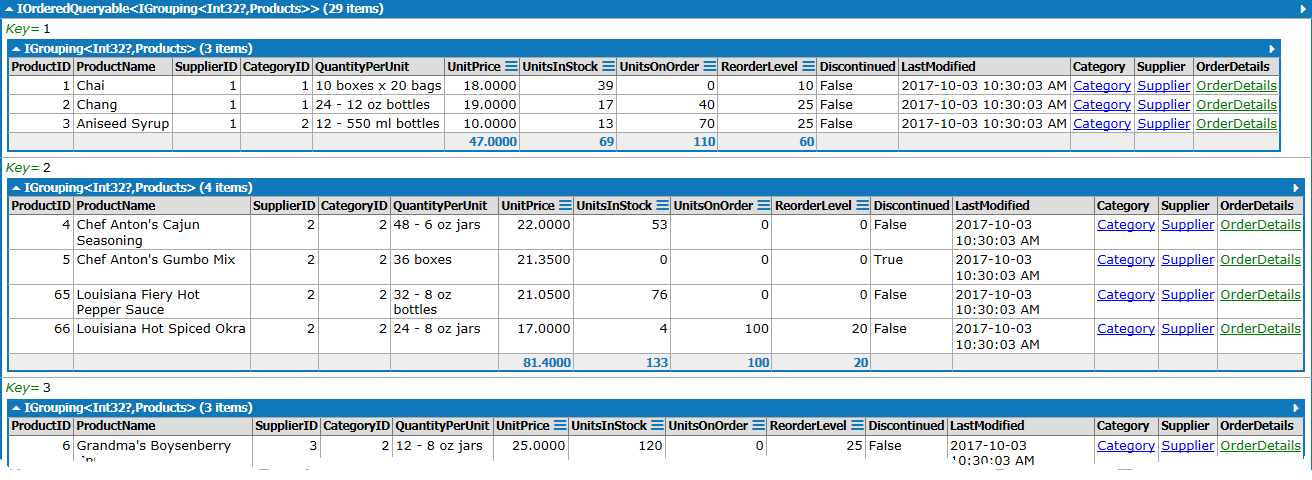 IOrderedQueryable<IGrouping<Int32?,Products>> (29 items)
Key= 1
IGrouping<Int32?,Products> (3 items)
ProductID ProductName SupplierID CategoryID QuantityPerUnit UnitPrice UnitsInStock UnitsOnOrder ReorderLevel Discontinued LastModified Category Supplier OrderDetails
1 Chai 1 1 10 boxes x 20 bags 18.0000 39 0 10 False 2017-10-03 10:30:03 AM Category Supplier OrderDetails
2 Chang 1 1 24 - 12 oz bottles 19.0000 17 40 25 False 2017-10-03 10:30:03 AM Category Supplier OrderDetails
3 Aniseed Syrup 1 2 12 - 550 ml bottles 10.0000 13 70 25 False 2017-10-03 10:30:03 AM Category Supplier OrderDetails
47.0000 69 110 60
Key= 2
IGrouping<Int32?,Products> (4 items)
ProductID ProductName SupplierID CategoryID QuantityPerUnit UnitPrice UnitsInStock UnitsOnOrder ReorderLevel Discontinued LastModified Category Supplier OrderDetails
4 Chef Anton's Cajun 2 2 48 - 6 oz jars 22.0000 53 0 0 False 2017-10-03 Category Supplier OrderDetails
Seasoning 10:30:03 AM
5 Chef Anton's Gumbo Mix 2 2 36 boxes 21.3500 0 0 0 True 2017-10-03 Category Supplier OrderDetails
10:30:03 AM
65 Louisiana Fiery Hot 2 2 32 - 8 oz 21.0500 76 0 0 False 2017-10-03 Category Supplier OrderDetails
Pepper Sauce bottles 10:30:03 AM
66 Louisiana Hot Spiced Okra 2 2 24 - 8 oz jars 17.0000 4 100 20 False 2017-10-03 Category Supplier OrderDetails
10:30:03 AM
81.4000 133 100 20
Key= 3
IGrouping<Int32?,Products> (3 items)
ProductID ProductName SupplierID CategoryID QuantityPerUnit UnitPrice UnitsInStock UnitsOnOrder ReorderLevel Discontinued LastModified Category Supplier OrderDetails
6 Grandma's Boysenberry 3 2 12 - 8 oz jars 25.0000 120 0 25 False 2017-10-03 Category Supplier OrderDetails
10:30:03 AM